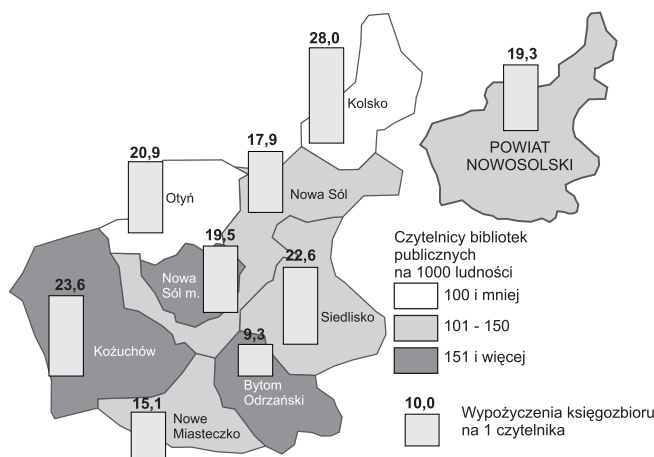 28,0
Kolsko
19,3
POWIAT
NOWOSOLSKI
20,9
Otyń
17,9
Nowa Sól
19,5
Nowa
Sól m.
22,6
Siedlisko
23,6
Kożuchów
9,3
Bytom
Odrzański
15,1
Nowe
Miasteczko
Czytelnicy bibliotek
publicznych
na 1000 ludności
100 i mniej
101 - 150
151 i więcej
10,0
Wypożyczenia księgozbioru
na 1 czytelnika